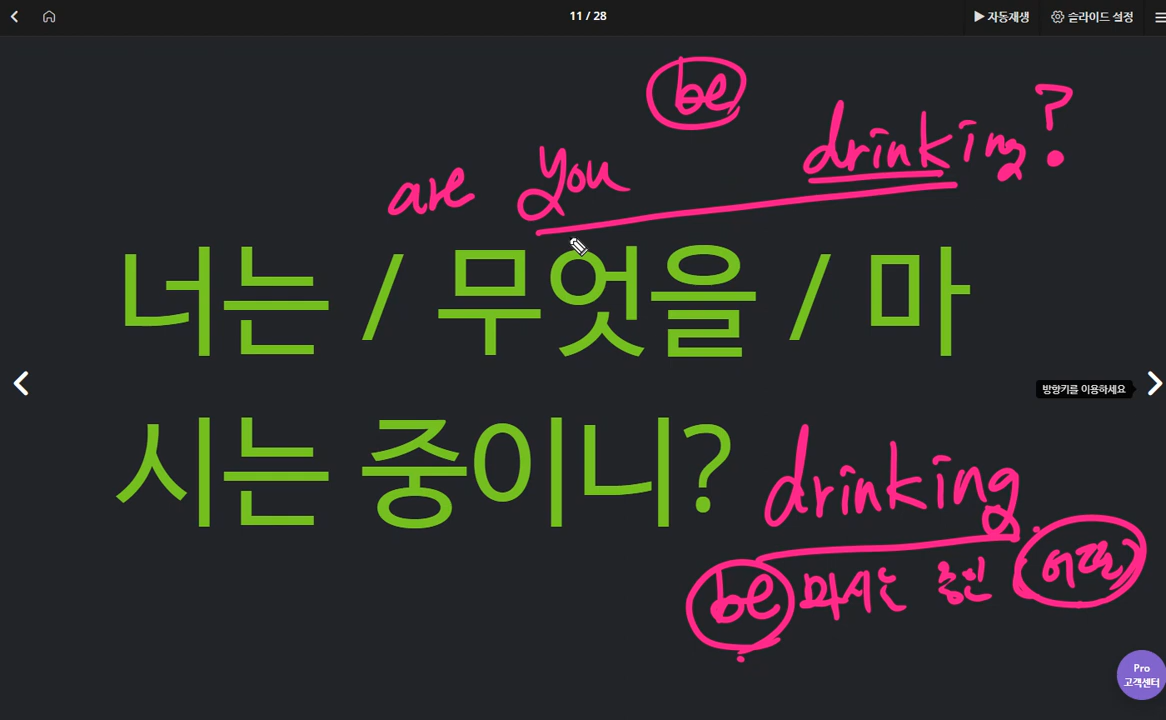 11 / 28
자동재생
슬라이드 설정
be
are you drinking?
너는 / 무엇을 / 마
시는 중이니?
방향키를 이용하세요
drinking
be 마시는 중인
Pro
고객센터